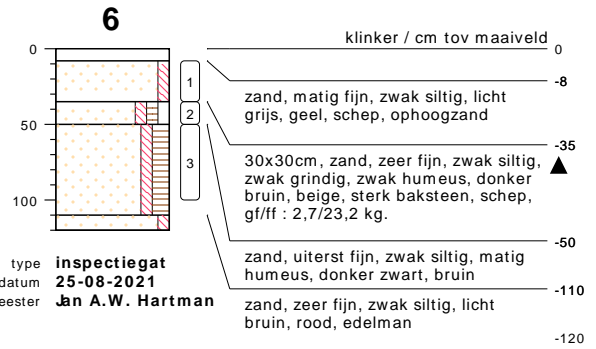 6
klinker / cm tov maaiveld
0
0
-8
1
zand, matig fijn, zwak siltig, licht
grijs, geel, schep, ophoogzand
2
-35
50
30x30cm, zand, zeer fijn, zwak siltig,
zwak grindig, zwak humeus, donker
bruin, beige, sterk baksteen, schep,
gf/ff : 2,7/23,2 kg.
3
100
-50
zand, uiterst fijn, zwak siltig, matig
humeus, donker zwart, bruin
-110
zand, zeer fijn, zwak siltig, licht
bruin, rood, edelman
-120
type inspectiegat
datum 25-08-2021
eester Jan A.W. Hartman